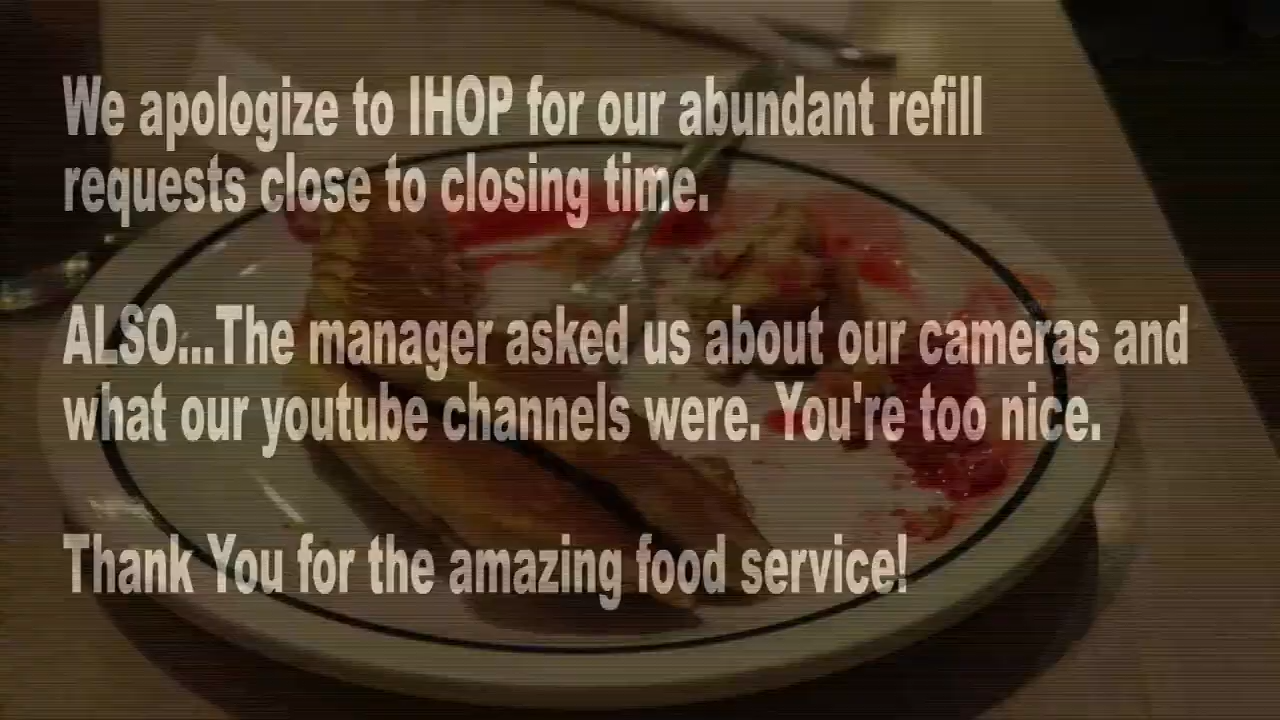 We apologize to IHOP for our abundant refill
requests close to closing time.
ALSO...The manager asked us about our cameras and
what our youtube channels were. You're too nice.
Thank You for the amazing food service!